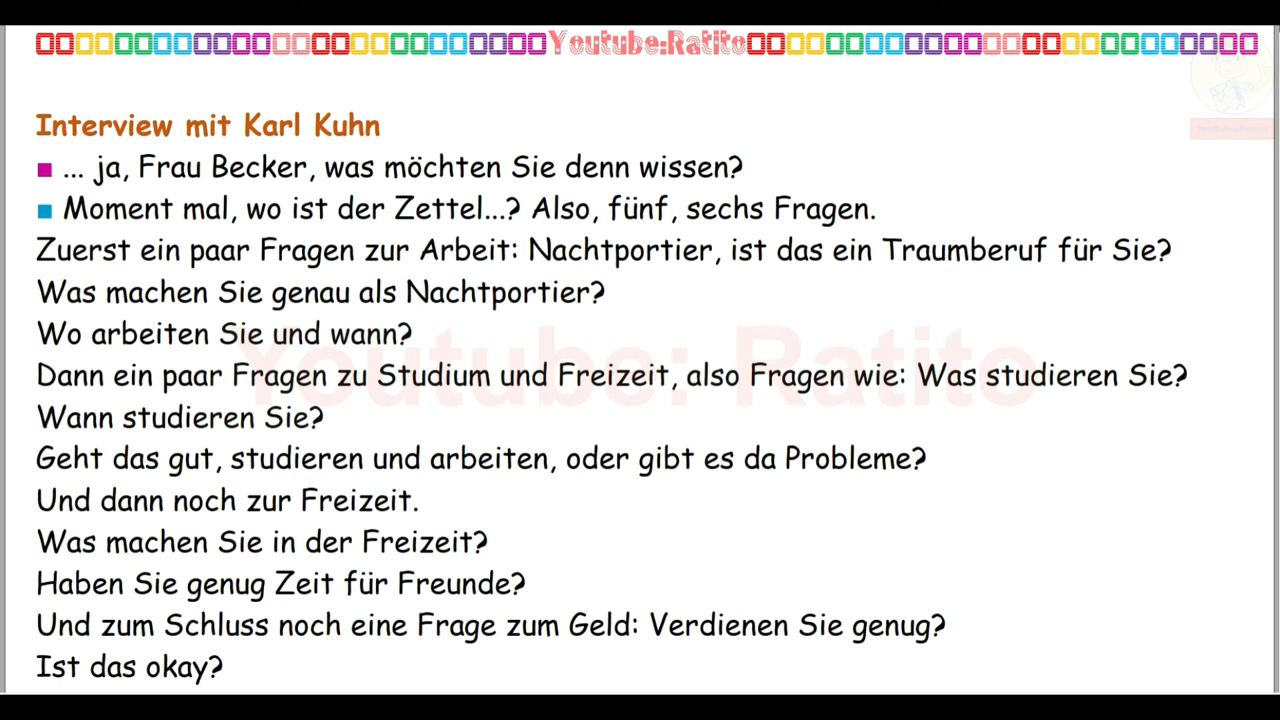 Youtube:Ratito
Interview mit Karl Kuhn
... ja, Frau Becker, was möchten Sie denn wissen?
Moment mal, wo ist der Zettel...? Also, fünf, sechs Fragen.
Zuerst ein paar Fragen zur Arbeit: Nachtportier, ist das ein Traumberuf für Sie?
Was machen Sie genau als Nachtportier?
Wo arbeiten Sie und wann?
Youtube: Ratito
Dann ein paar Fragen zu Studium und Freizeit, also Fragen wie: Was studieren Sie?
Wann studieren Sie?
Geht das gut, studieren und arbeiten, oder gibt es da Probleme?
Und dann noch zur Freizeit.
Was machen Sie in der Freizeit?
Haben Sie genug Zeit für Freunde?
Und zum Schluss noch eine Frage zum Geld: Verdienen Sie genug?
Ist das okay?